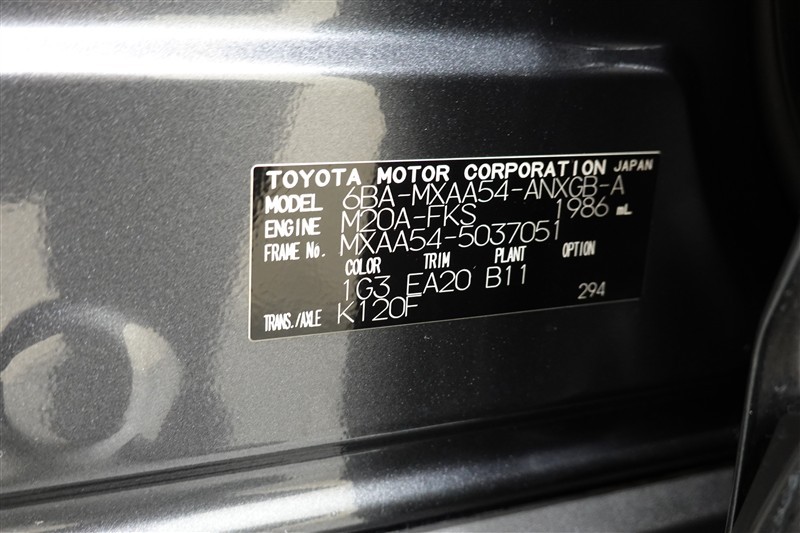 TOYOTA MOTOR CORPORATION JAPAN
MODEL 6BA-MXAA54-ANXGB-A
ENGINE M20A-FKS 1986 mL
FRAME No. MXAA54-5037051
COLOR TRIM PLANT OPTION
1G3 EA20 B11
TRANS./AXLE K120F 294